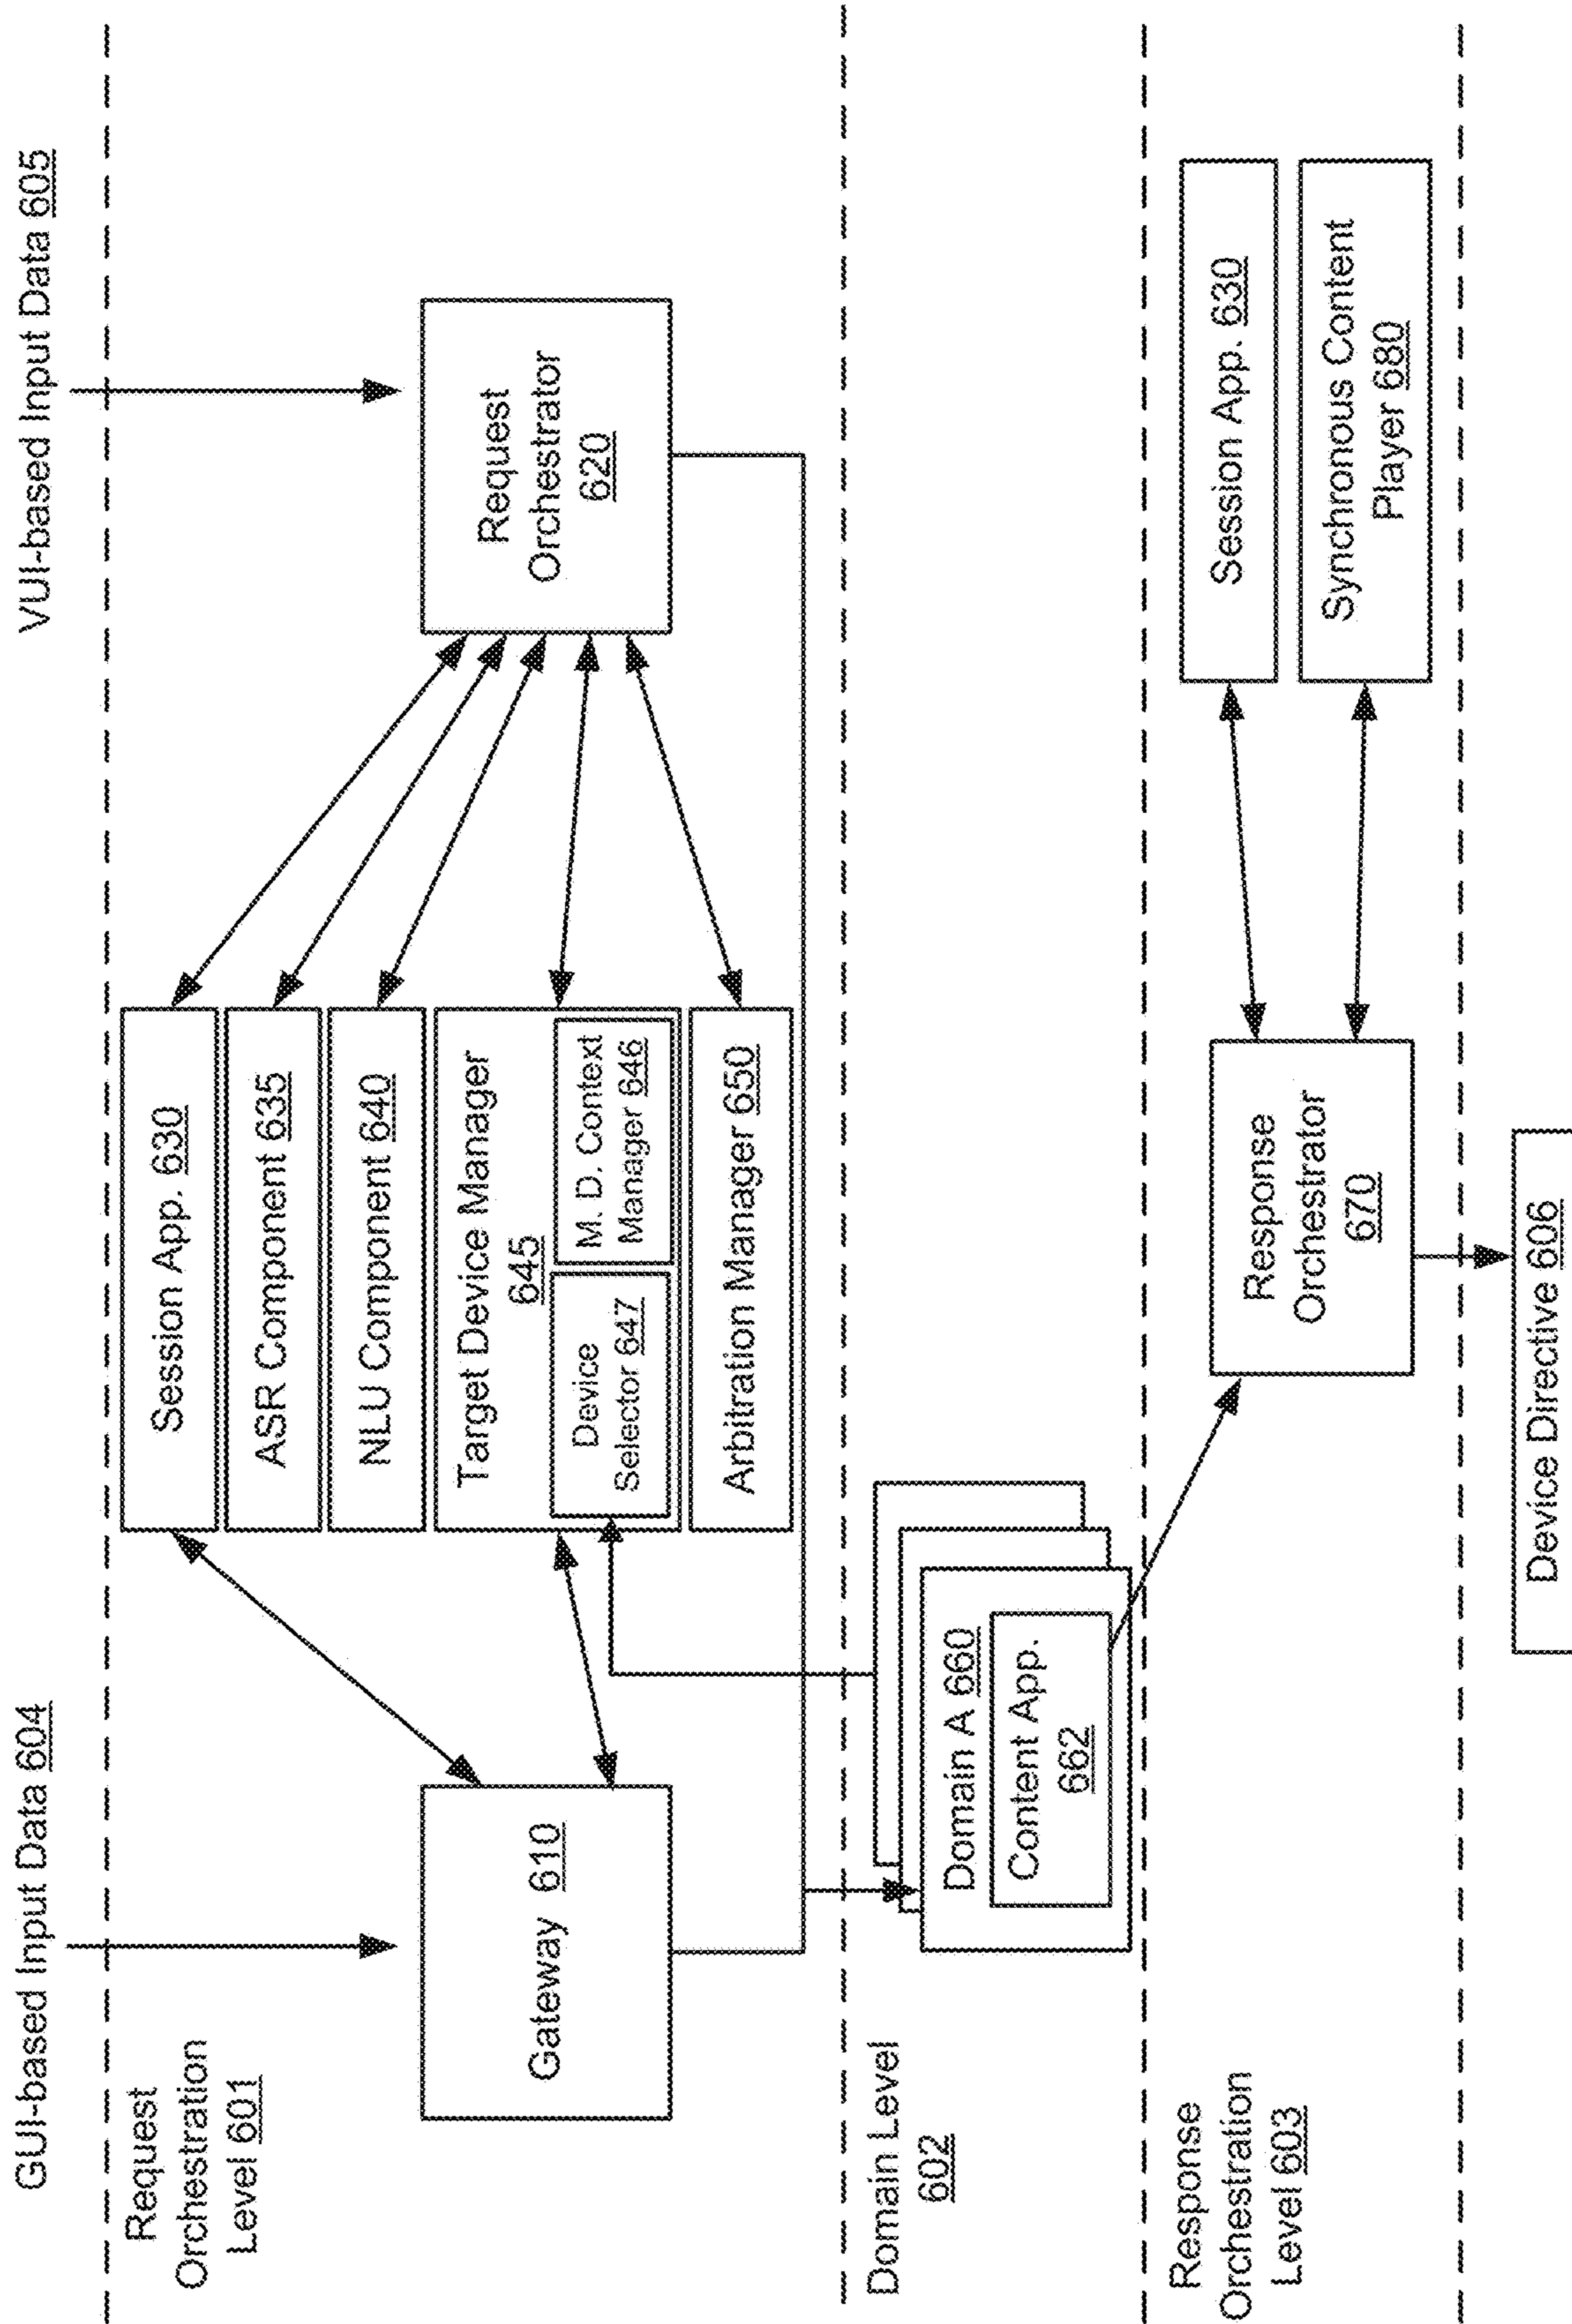 GUI-based Input Data 604
VUI-based Input Data 605
Request
Orchestration
Level 601
Gateway 610
Session App. 630
ASR Component 635
NLU Component 640
Target Device Manager
645
Device
Selector 647
M. D. Context
Manager 646
Arbitration Manager 650
Request
Orchestrator
620
Domain Level
602
Domain A 660
Content App.
662
Response
Orchestration
Level 603
Response
Orchestrator
670
Session App. 630
Synchronous Content
Player 680
Device Directive 606